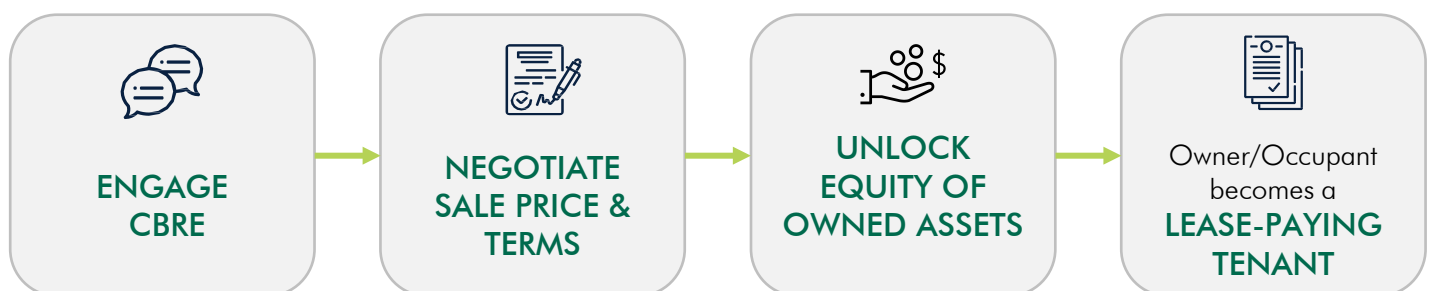 ENGAGE
CBRE
NEGOTIATE
SALE PRICE &
TERMS
$
UNLOCK
EQUITY OF
OWNED ASSETS
Owner/Occupant
becomes a
LEASE-PAYING
TENANT